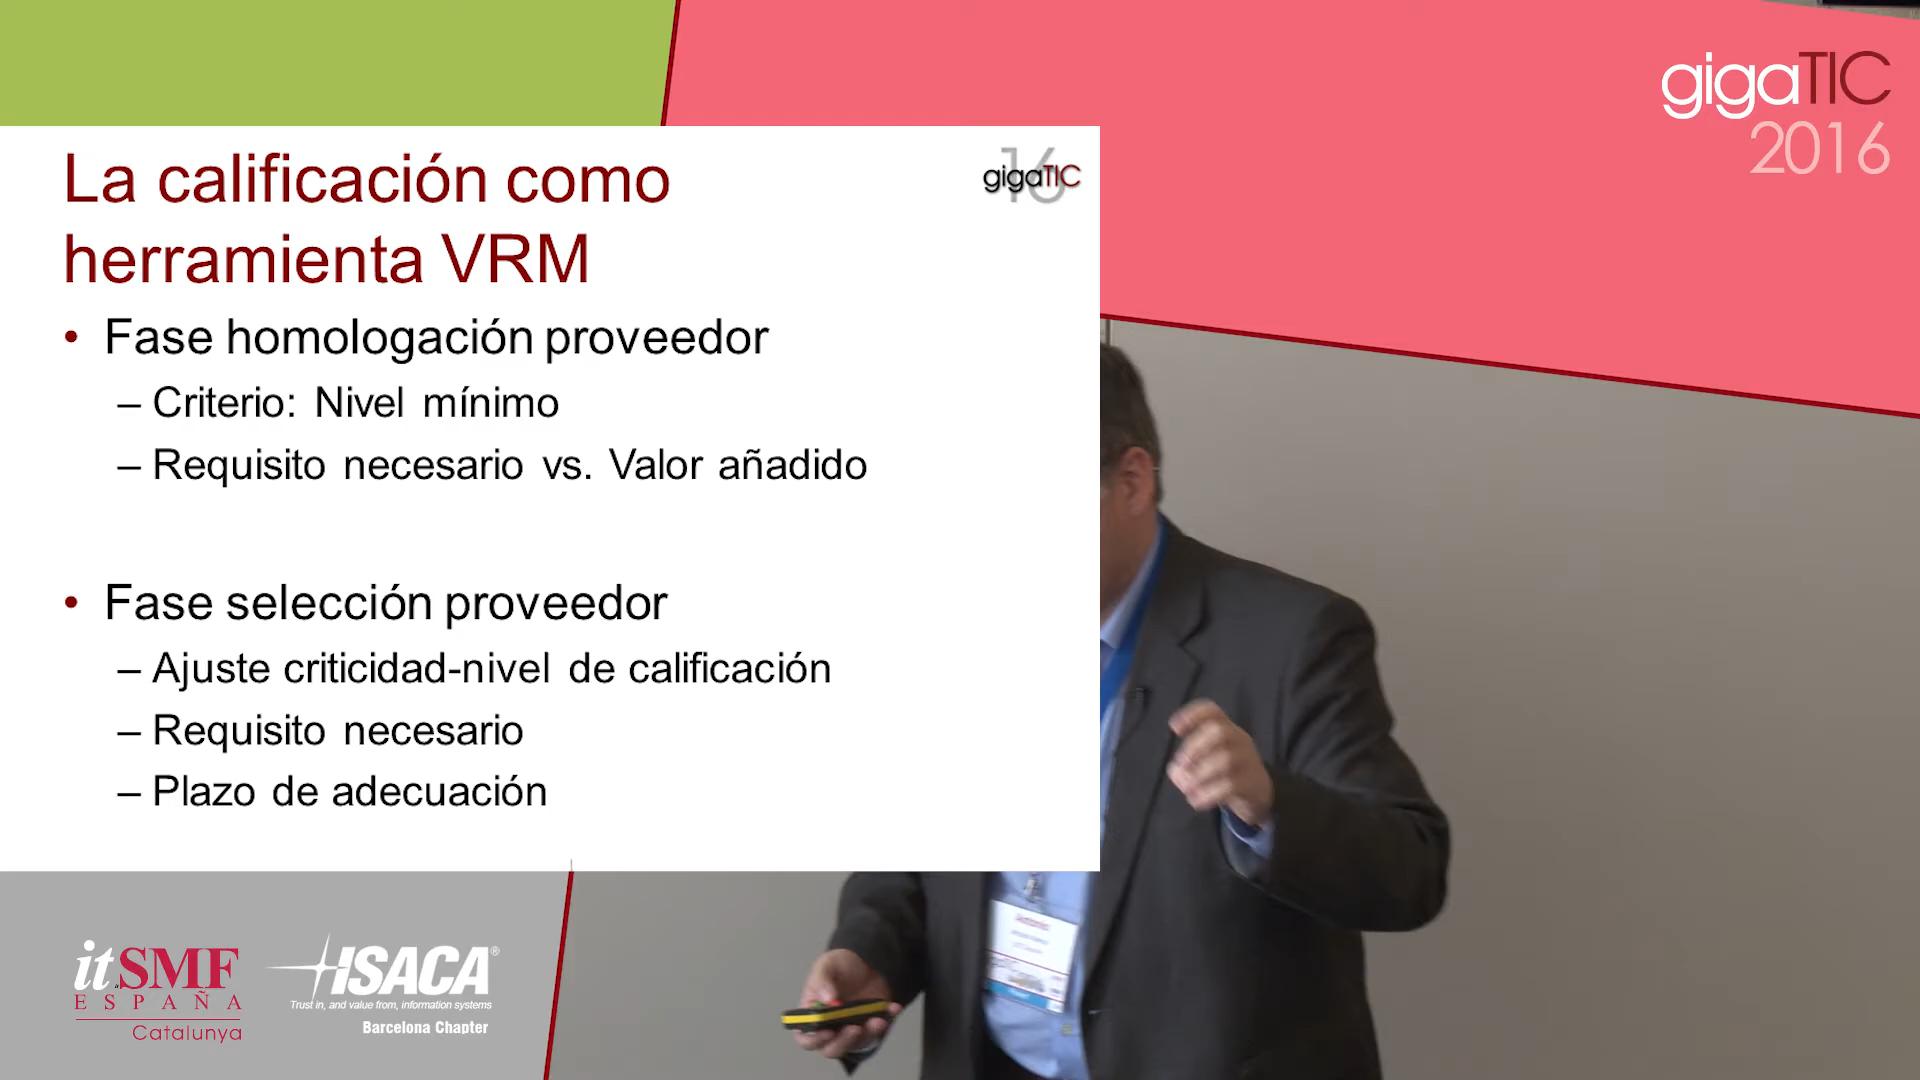 gigaTIC
2016
La calificación como
herramienta VRM
16
gigaTIC
• Fase homologación proveedor
– Criterio: Nivel mínimo
– Requisito necesario vs. Valor añadido
• Fase selección proveedor
– Ajuste criticidad-nivel de calificación
– Requisito necesario
– Plazo de adecuación
itSMF
ESPAÑA
Catalunya
ISACA®
Trust in, and value from, information systems
Barcelona Chapter